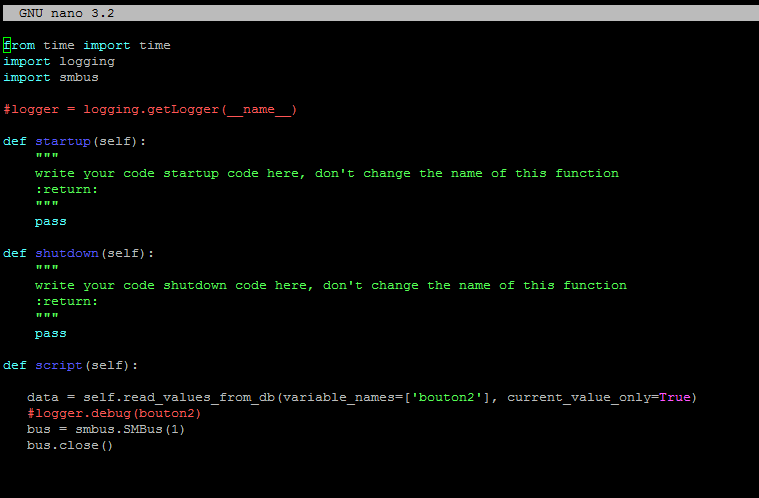 GNU nano 3.2
from time import time
import logging
import smbus
#logger = logging.getLogger(__name__)
def startup(self):
    """
    write your code startup code here, don't change the name of this function
    :return:
    """
    pass
def shutdown(self):
    """
    write your code shutdown code here, don't change the name of this function
    :return:
    """
    pass
def script(self):
   data = self.read_values_from_db(variable_names=['bouton2'], current_value_only=True)
   #logger.debug(bouton2)
   bus = smbus.SMBus(1)
   bus.close()